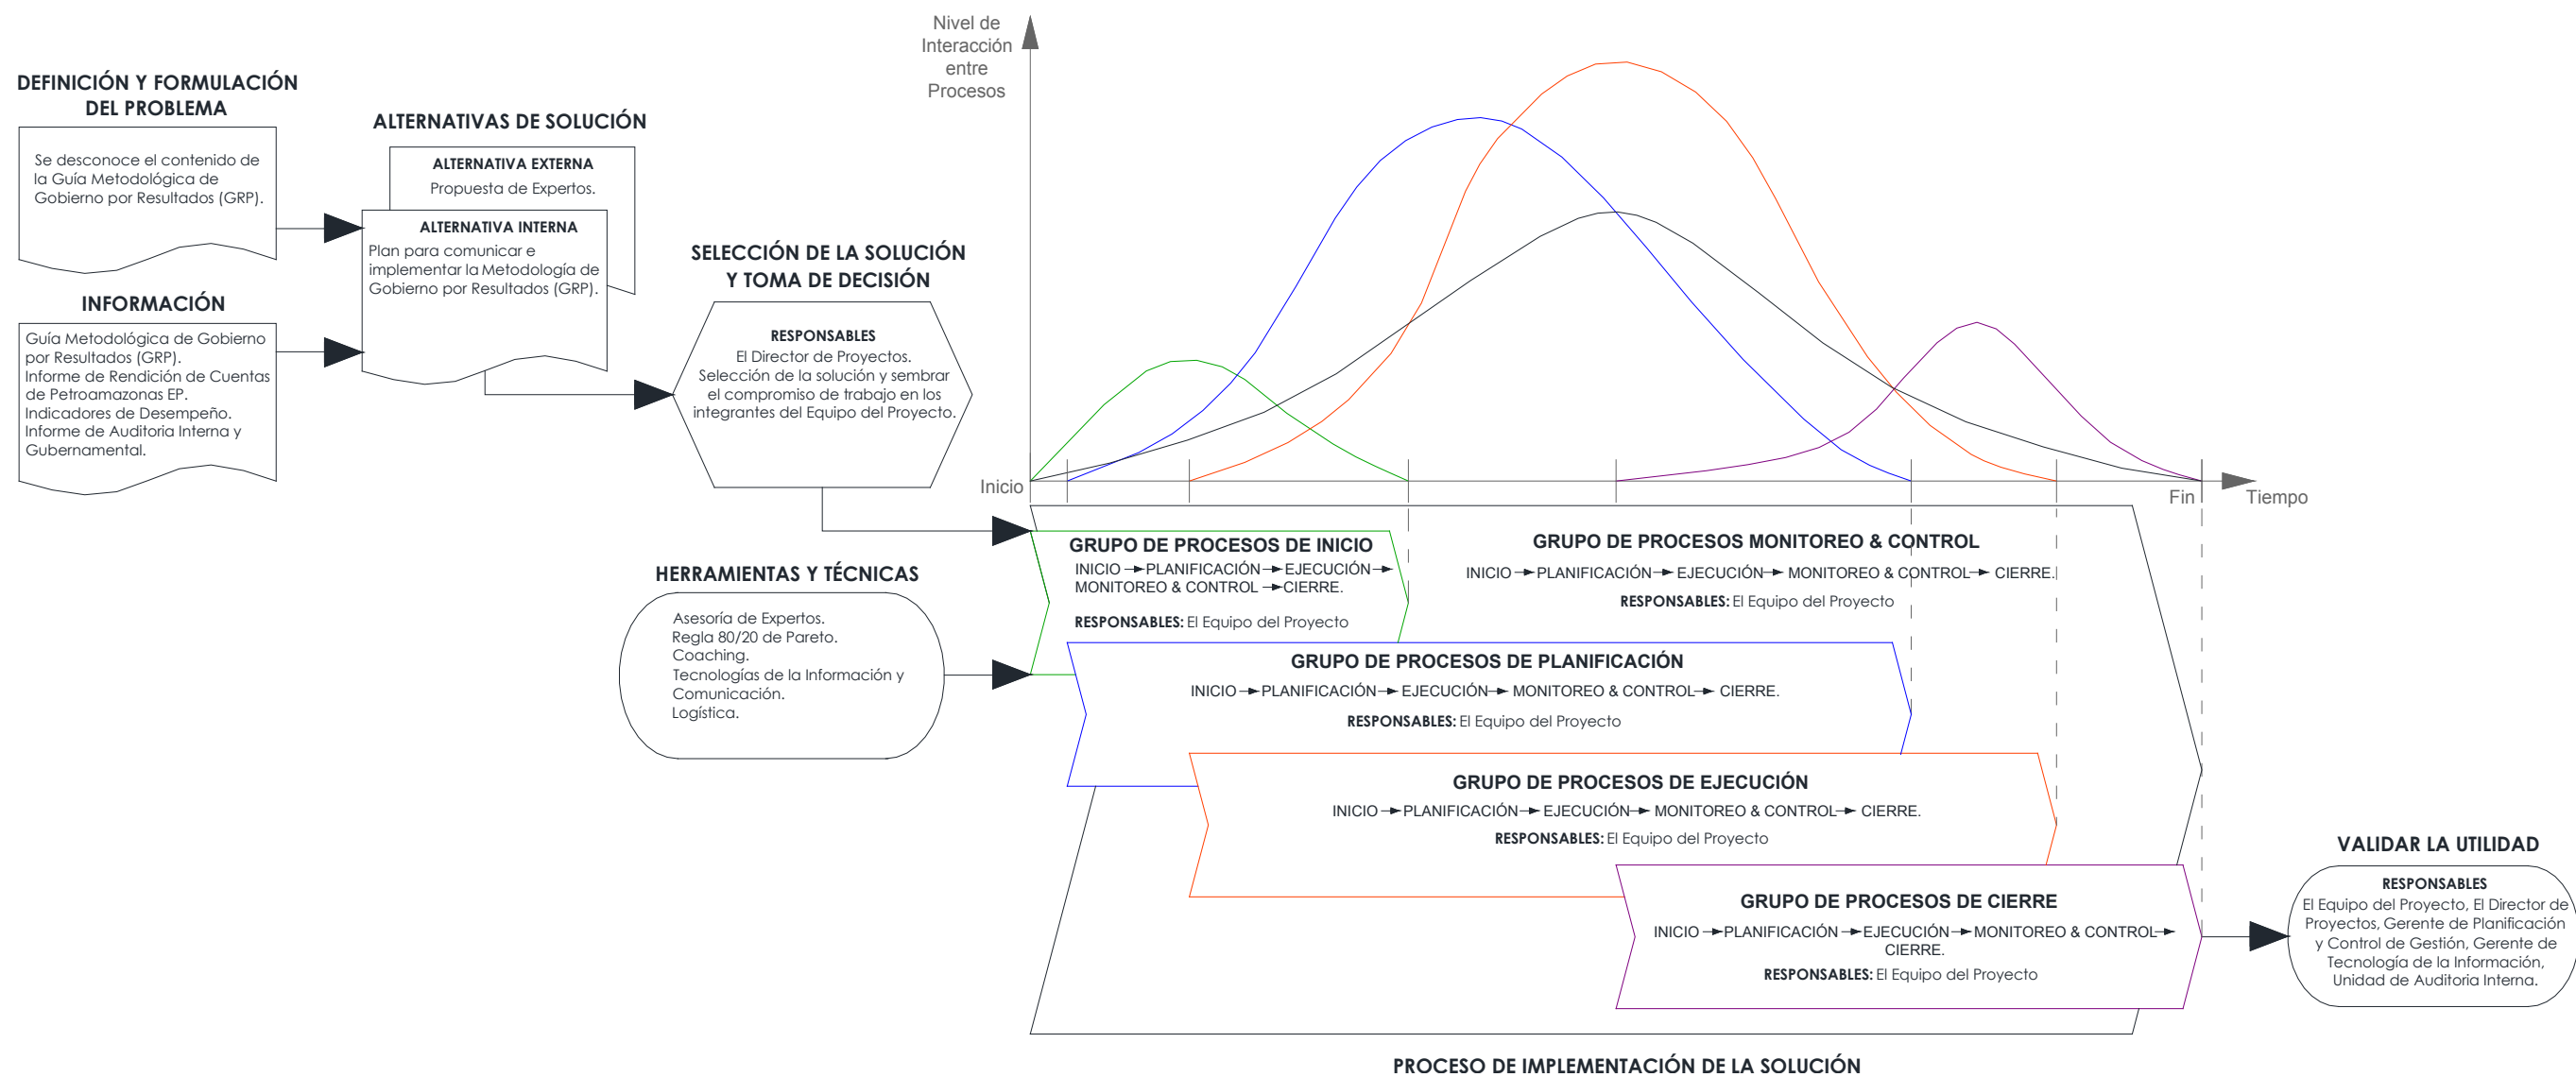 DEFINICIÓN Y FORMULACIÓN
DEL PROBLEMA
Se desconoce el contenido de
la Guía Metodológica de
Gobierno por Resultados (GRP).
INFORMACIÓN
Guía Metodológica de Gobierno
por Resultados (GRP).
Informe de Rendición de Cuentas
de Petroamazonas EP.
Indicadores de Desempeño.
Informe de Auditoria Interna y
Gubernamental.
ALTERNATIVAS DE SOLUCIÓN
ALTERNATIVA EXTERNA
Propuesta de Expertos.
ALTERNATIVA INTERNA
Plan para comunicar e
implementar la Metodología de
Gobierno por Resultados (GRP).
SELECCIÓN DE LA SOLUCIÓN
Y TOMA DE DECISIÓN
RESPONSABLES
El Director de Proyectos.
Selección de la solución y sembrar
el compromiso de trabajo en los
integrantes del Equipo del Proyecto.
HERRAMIENTAS Y TÉCNICAS
Asesoría de Expertos.
Regla 80/20 de Pareto.
Coaching.
Tecnologías de la Información y
Comunicación.
Logística.
Nivel de
Interacción
entre
Procesos
Inicio
Fin
Tiempo
GRUPO DE PROCESOS DE INICIO
INICIO PLANIFICACIÓN EJECUCIÓN
MONITOREO & CONTROL CIERRE.
RESPONSABLES: El Equipo del Proyecto
GRUPO DE PROCESOS MONITOREO & CONTROL
INICIO PLANIFICACIÓN EJECUCIÓN MONITOREO & CONTROL CIERRE.
RESPONSABLES: El Equipo del Proyecto
GRUPO DE PROCESOS DE PLANIFICACIÓN
INICIO PLANIFICACIÓN EJECUCIÓN MONITOREO & CONTROL CIERRE.
RESPONSABLES: El Equipo del Proyecto
GRUPO DE PROCESOS DE EJECUCIÓN
INICIO PLANIFICACIÓN EJECUCIÓN MONITOREO & CONTROL CIERRE.
RESPONSABLES: El Equipo del Proyecto
GRUPO DE PROCESOS DE CIERRE
INICIO PLANIFICACIÓN EJECUCIÓN MONITOREO & CONTROL
CIERRE.
RESPONSABLES: El Equipo del Proyecto
VALIDAR LA UTILIDAD
RESPONSABLES
El Equipo del Proyecto, El Director de
Proyectos, Gerente de Planificación
y Control de Gestión, Gerente de
Tecnología de la Información,
Unidad de Auditoria Interna.
PROCESO DE IMPLEMENTACIÓN DE LA SOLUCIÓN